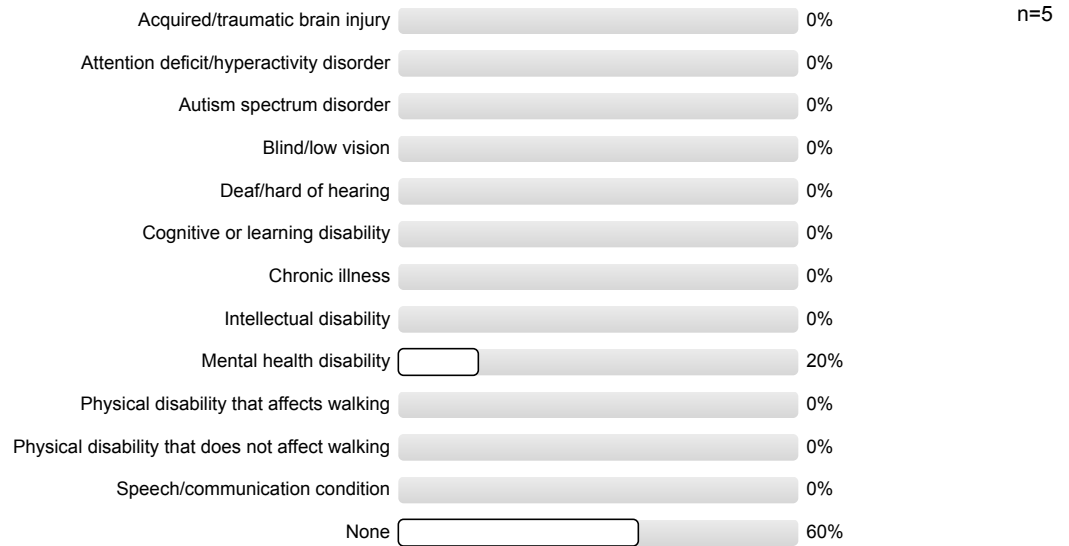 Acquired/traumatic brain injury 0% n=5
Attention deficit/hyperactivity disorder 0%
Autism spectrum disorder 0%
Blind/low vision 0%
Deaf/hard of hearing 0%
Cognitive or learning disability 0%
Chronic illness 0%
Intellectual disability 0%
Mental health disability 20%
Physical disability that affects walking 0%
Physical disability that does not affect walking 0%
Speech/communication condition 0%
None 60%